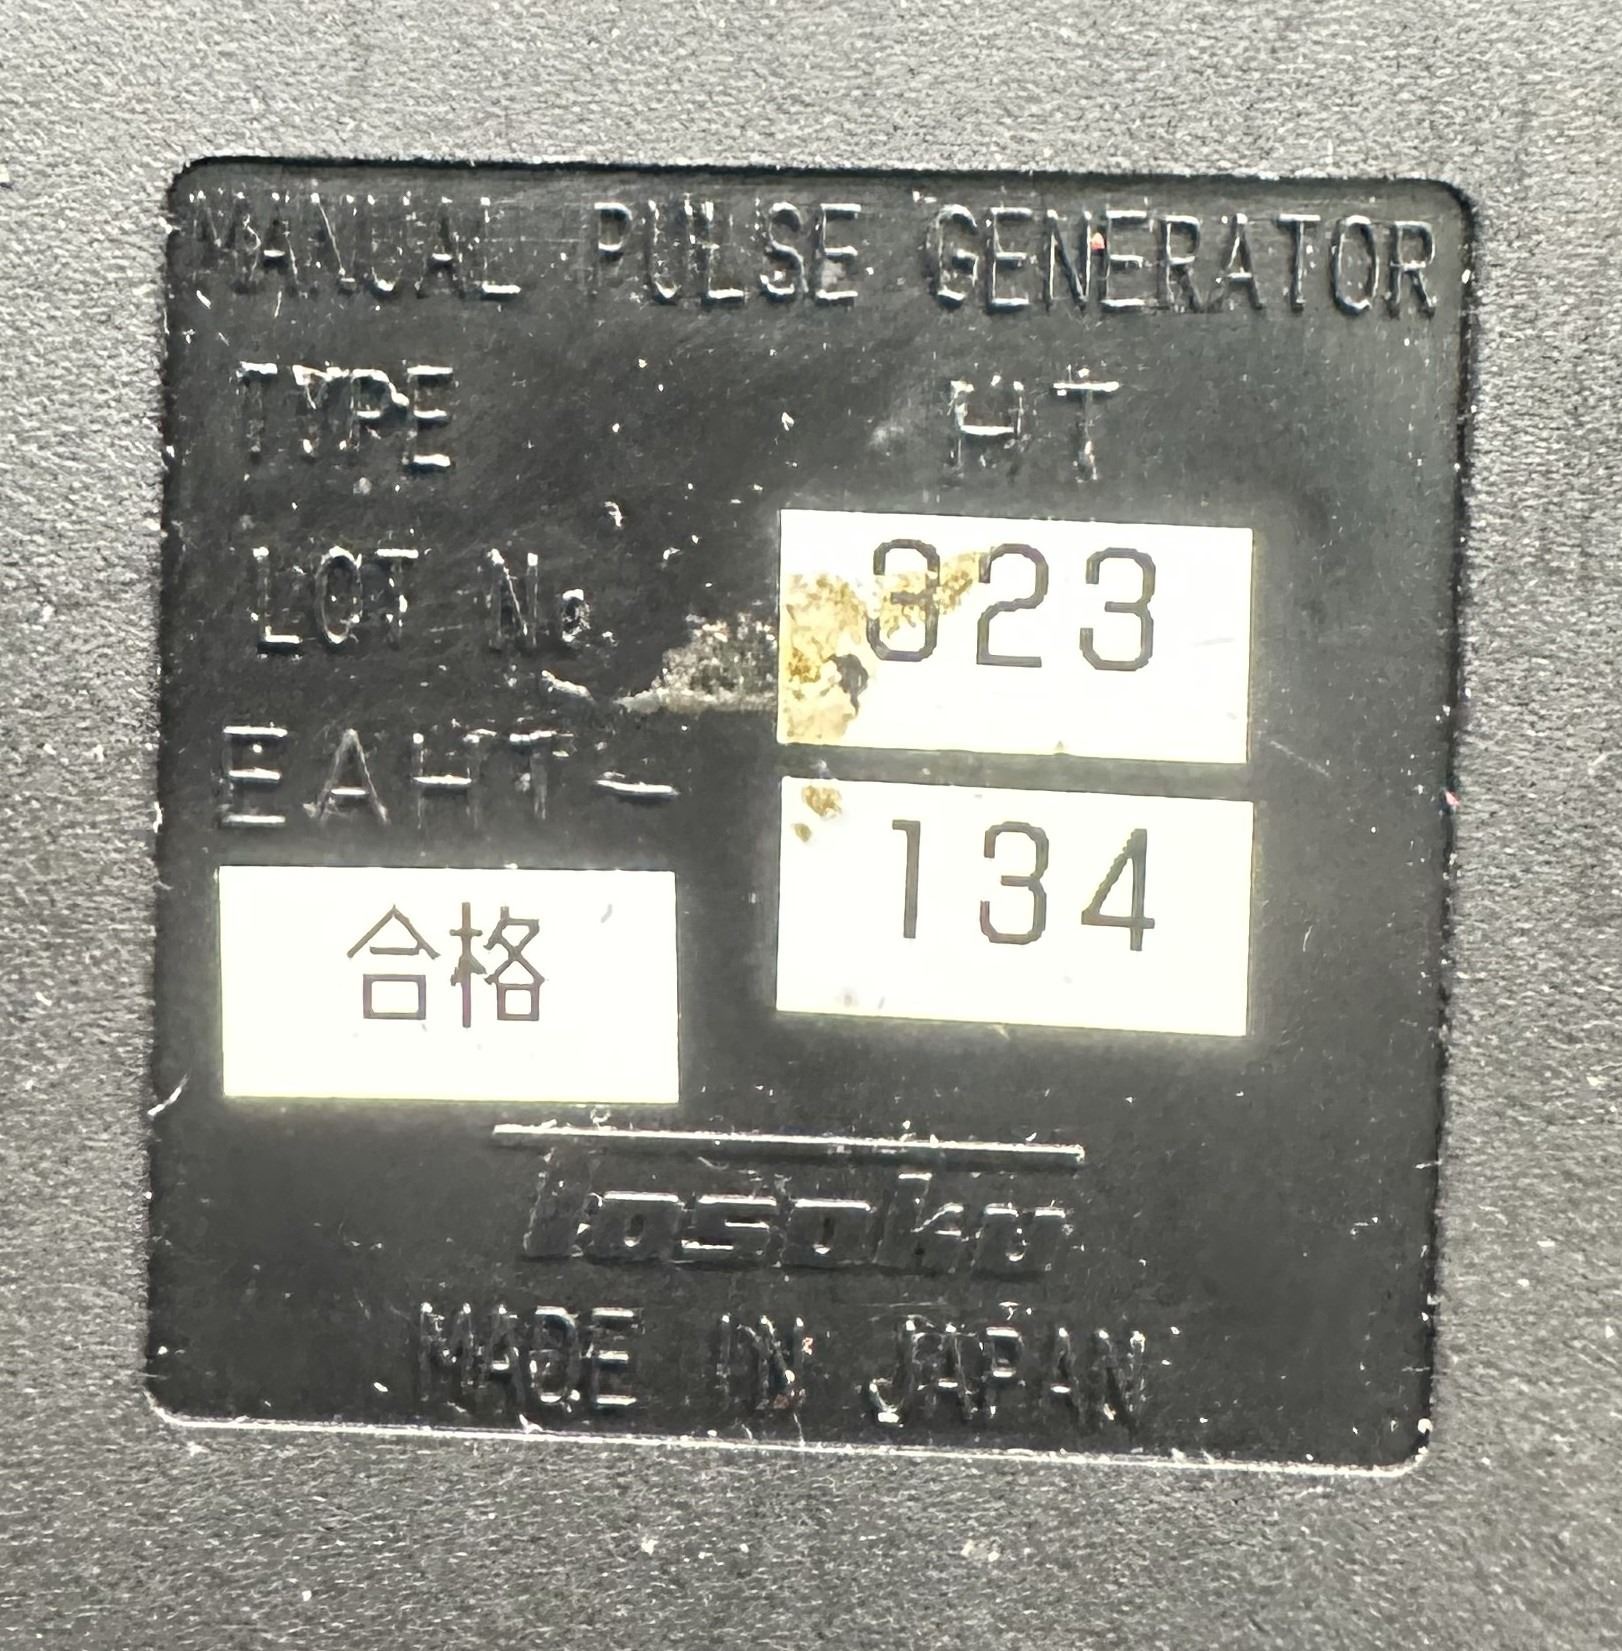 MANUAL PULSE GENERATOR
TYPE HT
LOT No. 323
EAHT- 134
合格
Tosoku
MADE IN JAPAN